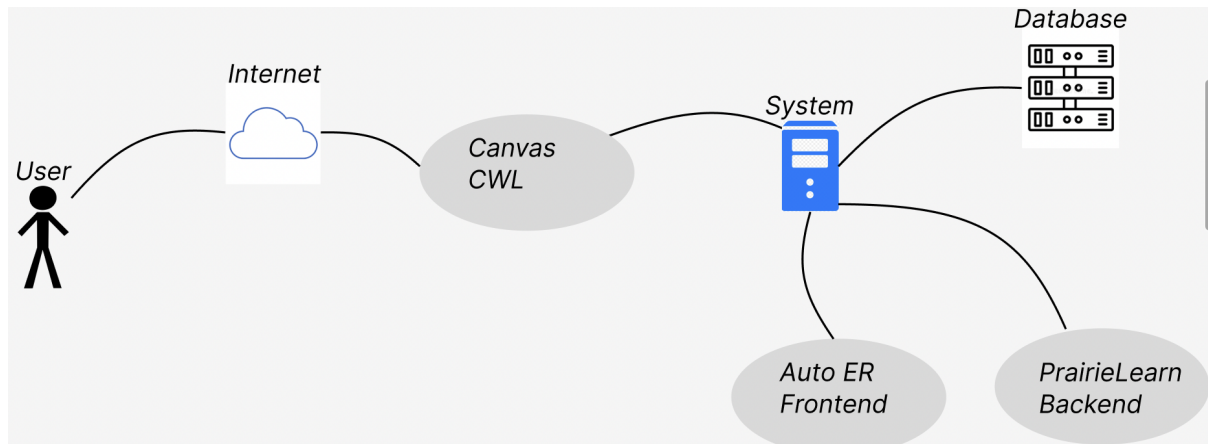 Database
Internet
System
Canvas
CWL
User
Auto ER
Frontend
PrairieLearn
Backend